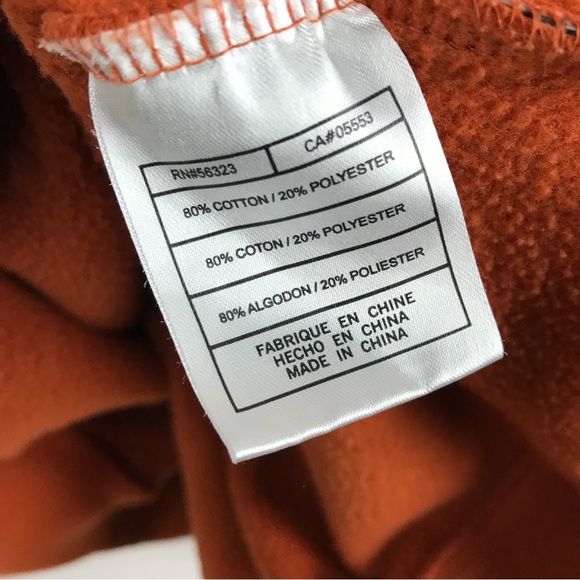 RN#56323 CA#05553
80% COTTON / 20% POLYESTER
80% COTON / 20% POLYESTER
80% ALGODON / 20% POLIESTER
FABRIQUE EN CHINE
HECHO EN CHINA
MADE IN CHINA